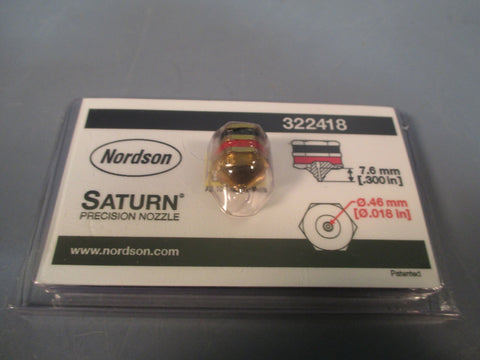 322418
Nordson
7.6 mm
[.300 in]
SATURN®
PRECISION NOZZLE
Ø.46 mm
[Ø.018 in]
www.nordson.com
Patented